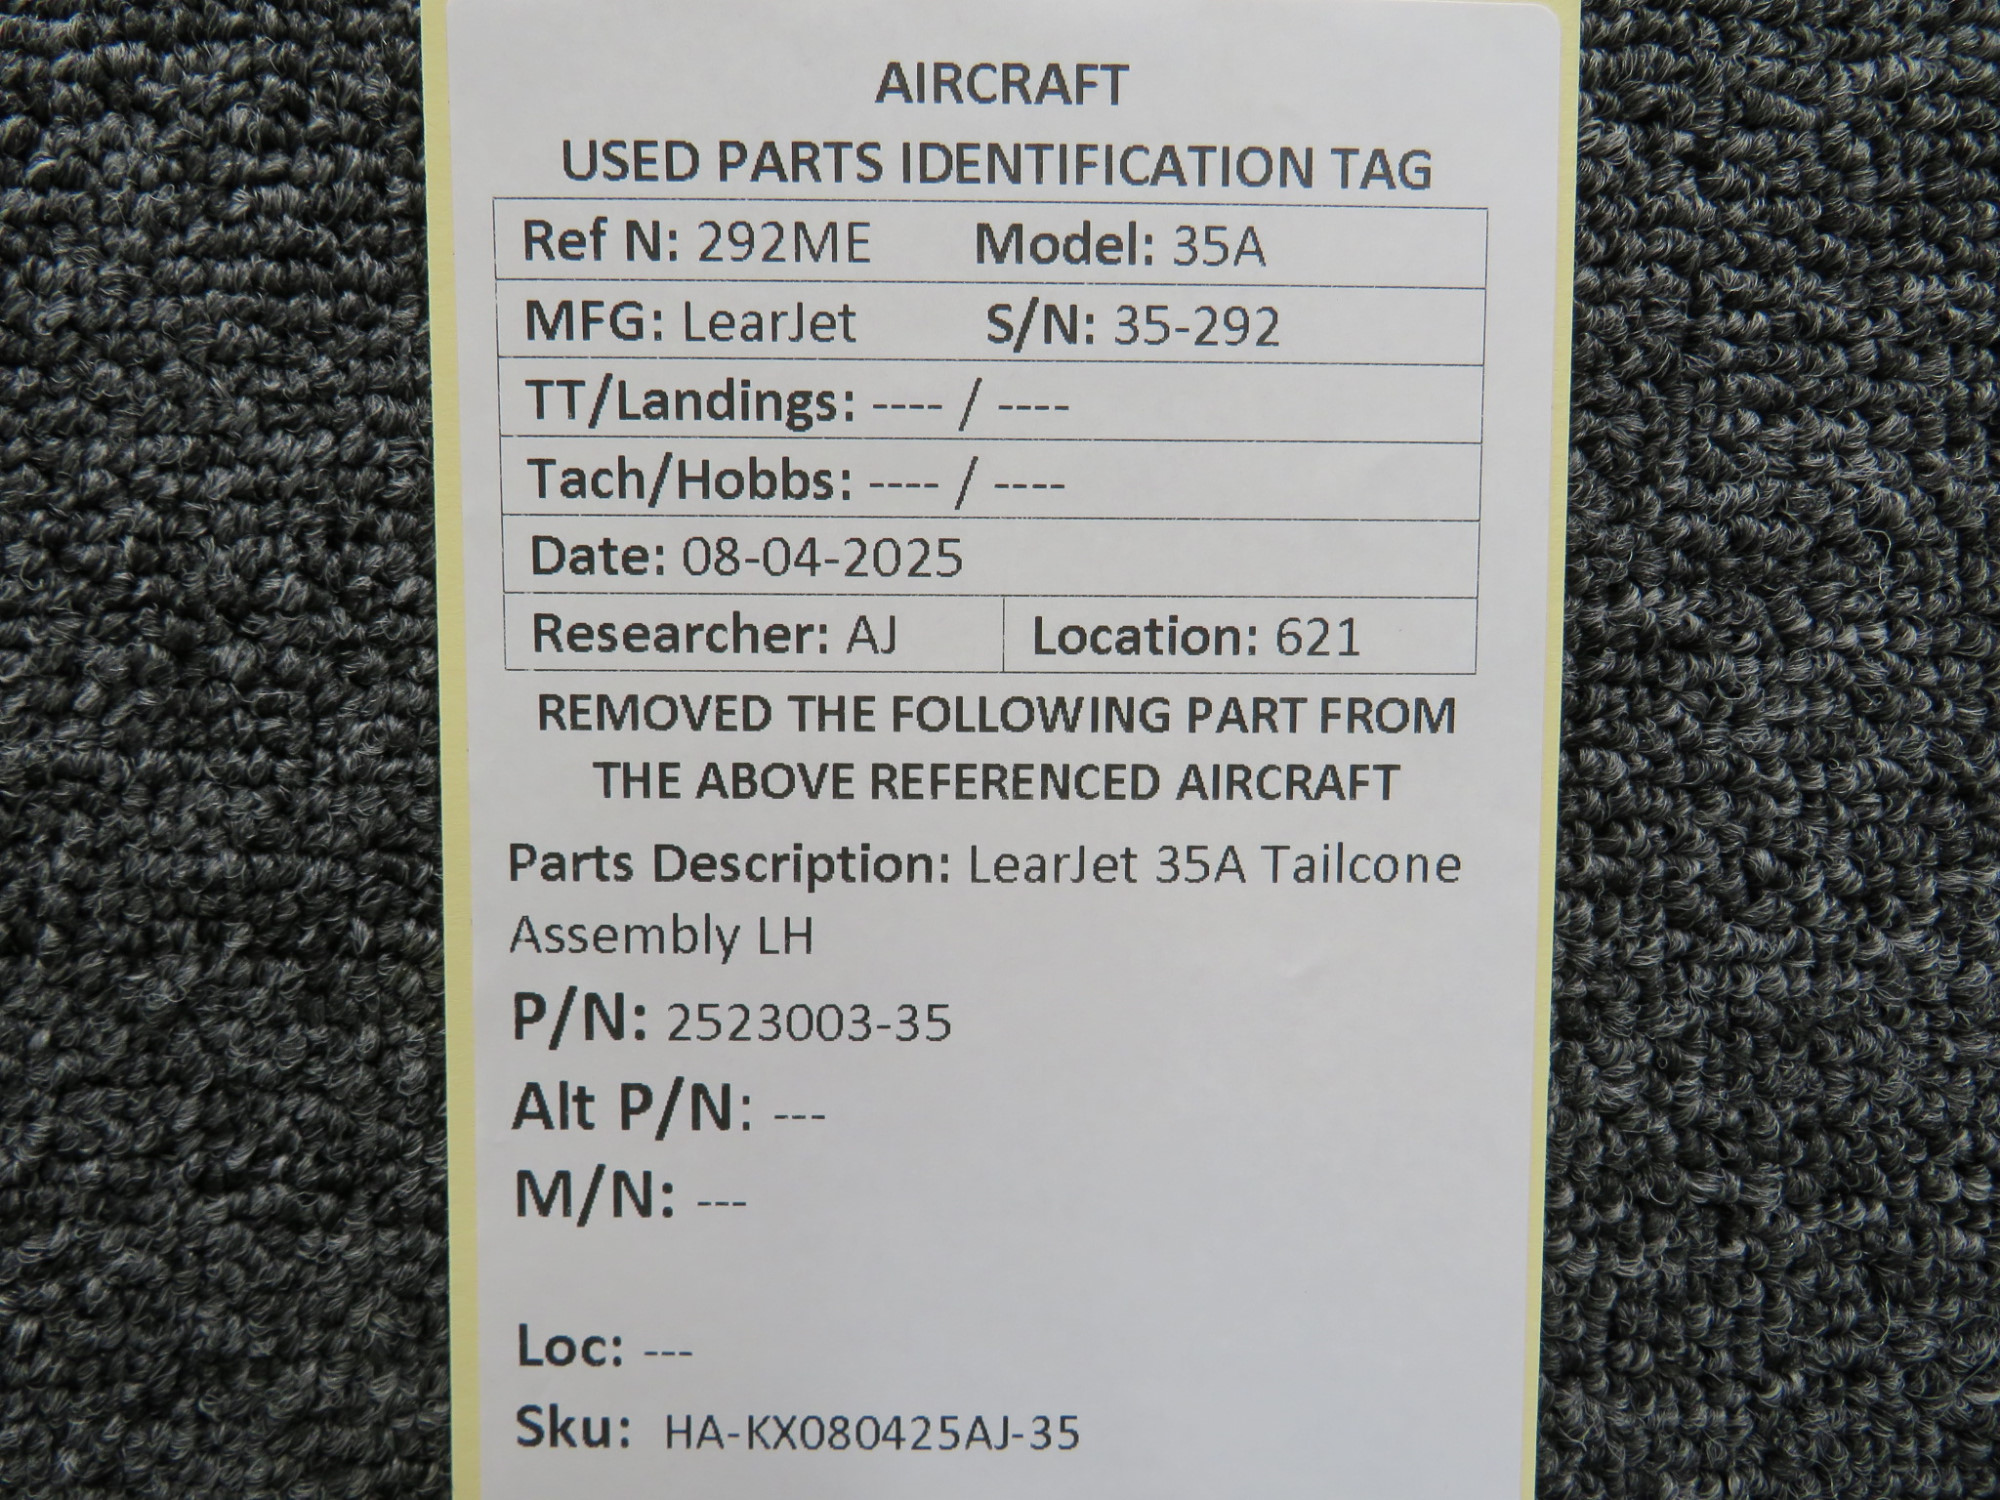 AIRCRAFT
USED PARTS IDENTIFICATION TAG
Ref N: 292ME Model: 35A
MFG: LearJet S/N: 35-292
TT/Landings: ---- / ----
Tach/Hobbs: ---- / ----
Date: 08-04-2025
Researcher: AJ Location: 621
REMOVED THE FOLLOWING PART FROM
THE ABOVE REFERENCED AIRCRAFT
Parts Description: LearJet 35A Tailcone
Assembly LH
P/N: 2523003-35
Alt P/N: ---
M/N: ---
Loc: ---
Sku: HA-KX080425AJ-35